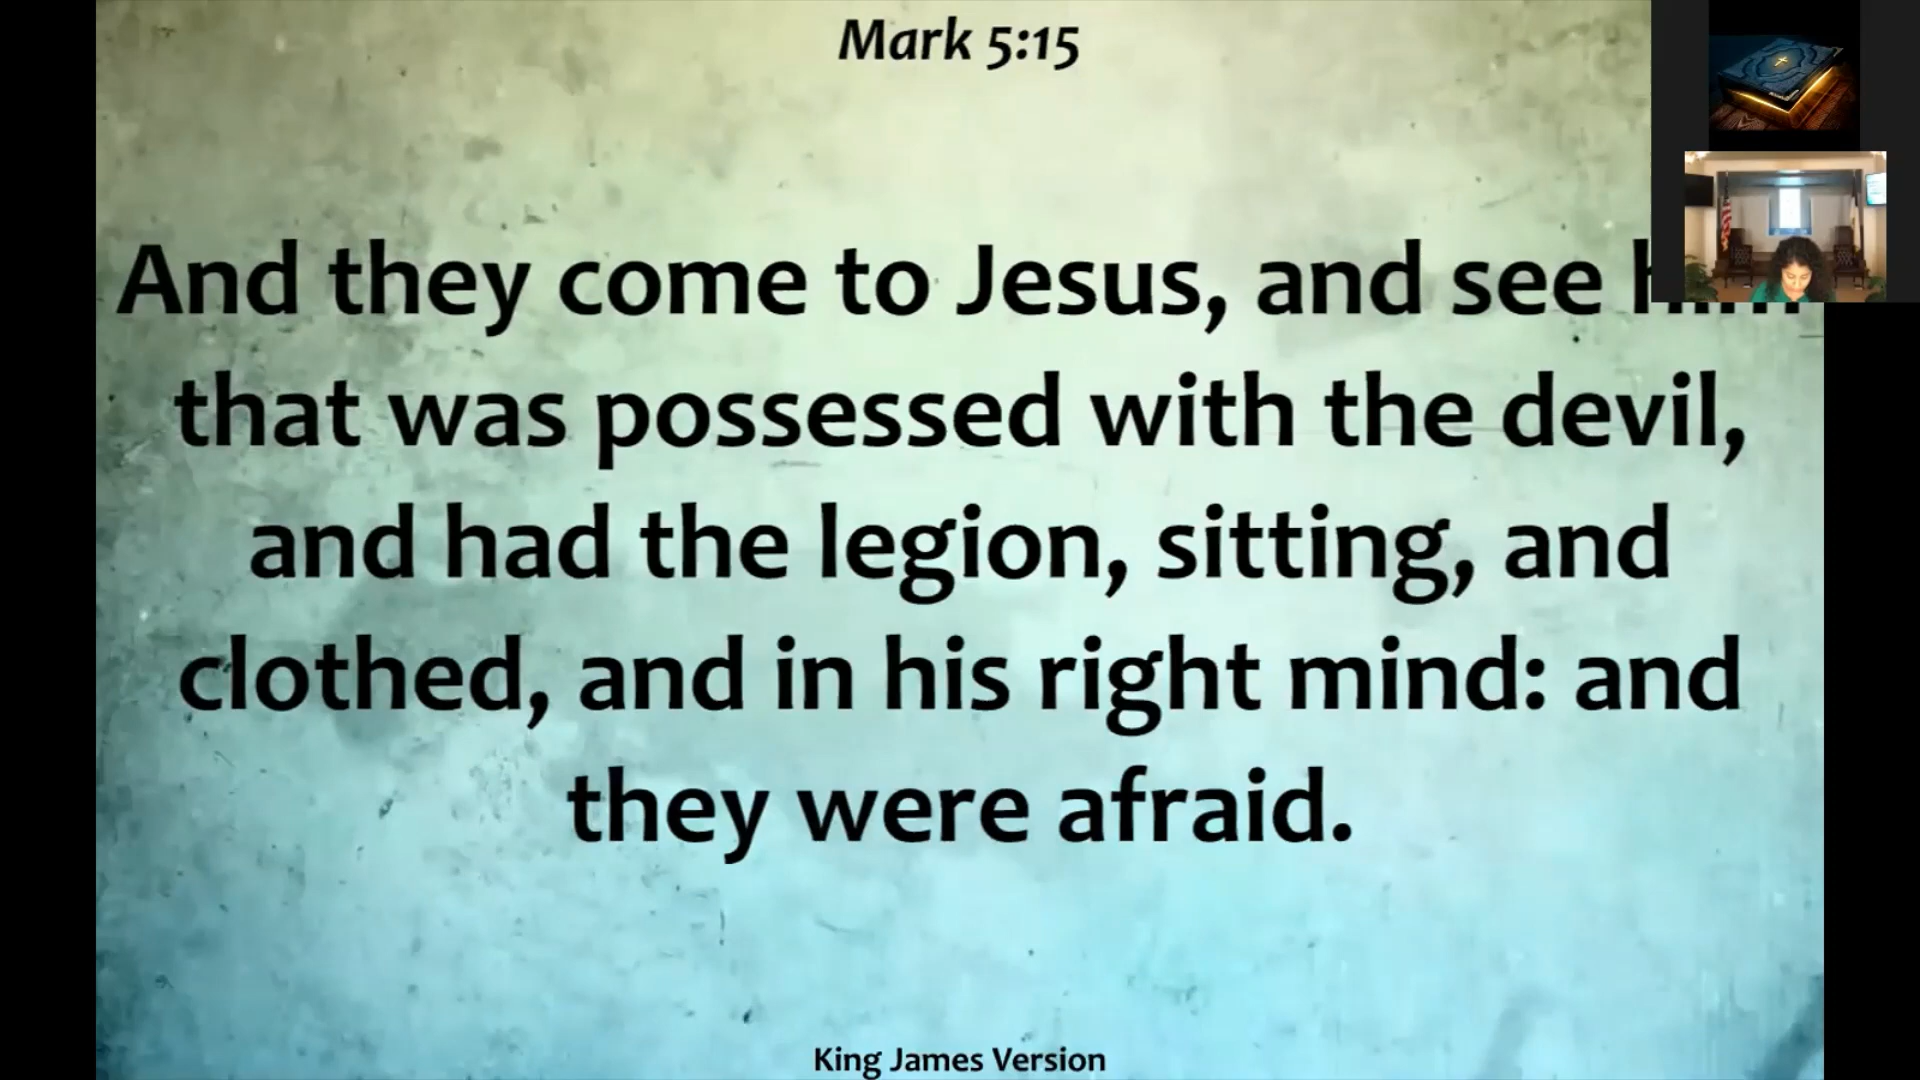 Mark 5:15
And they come to Jesus, and see him
that was possessed with the devil,
and had the legion, sitting, and
clothed, and in his right mind: and
they were afraid.
King James Version